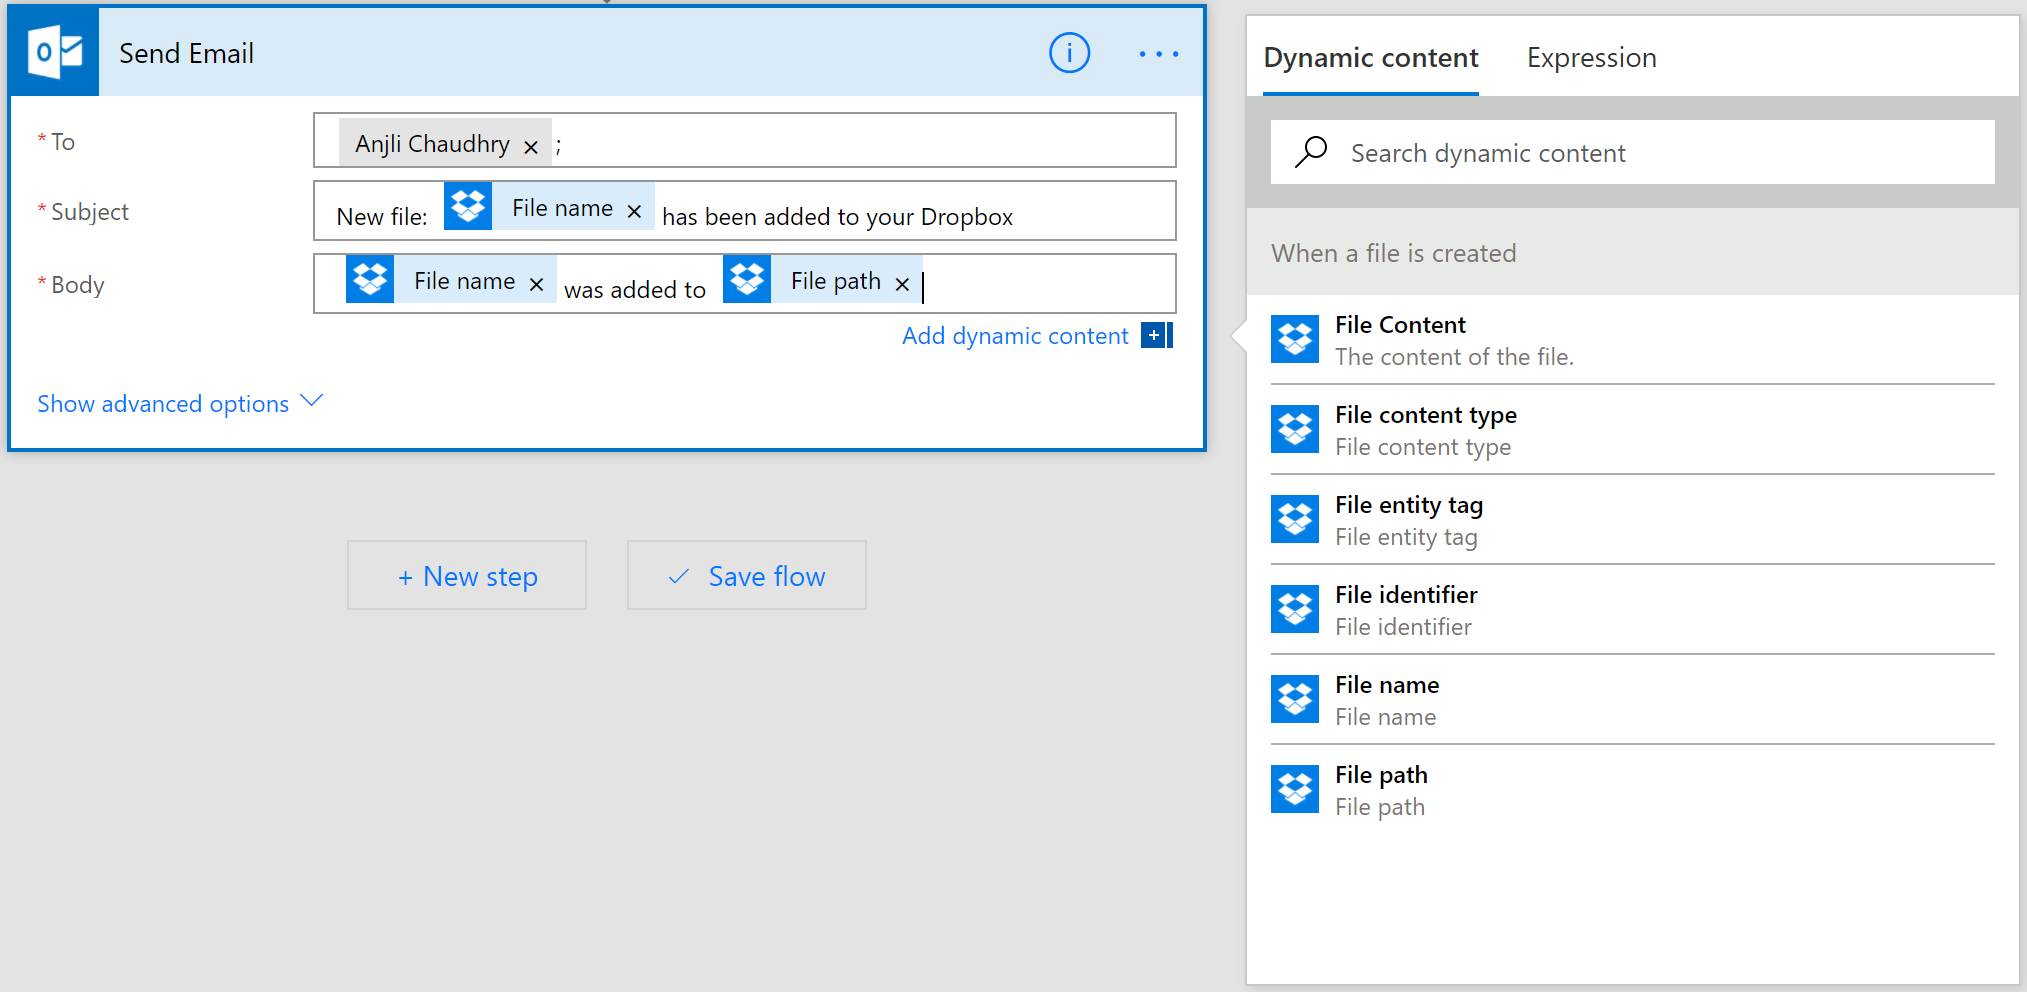 Send Email
* To
Anjli Chaudhry × ;
* Subject
New file: File name × has been added to your Dropbox
* Body
File name × was added to File path ×
Add dynamic content
Show advanced options
+ New step
Save flow
Dynamic content Expression
Search dynamic content
When a file is created
File Content
The content of the file.
File content type
File content type
File entity tag
File entity tag
File identifier
File identifier
File name
File name
File path
File path